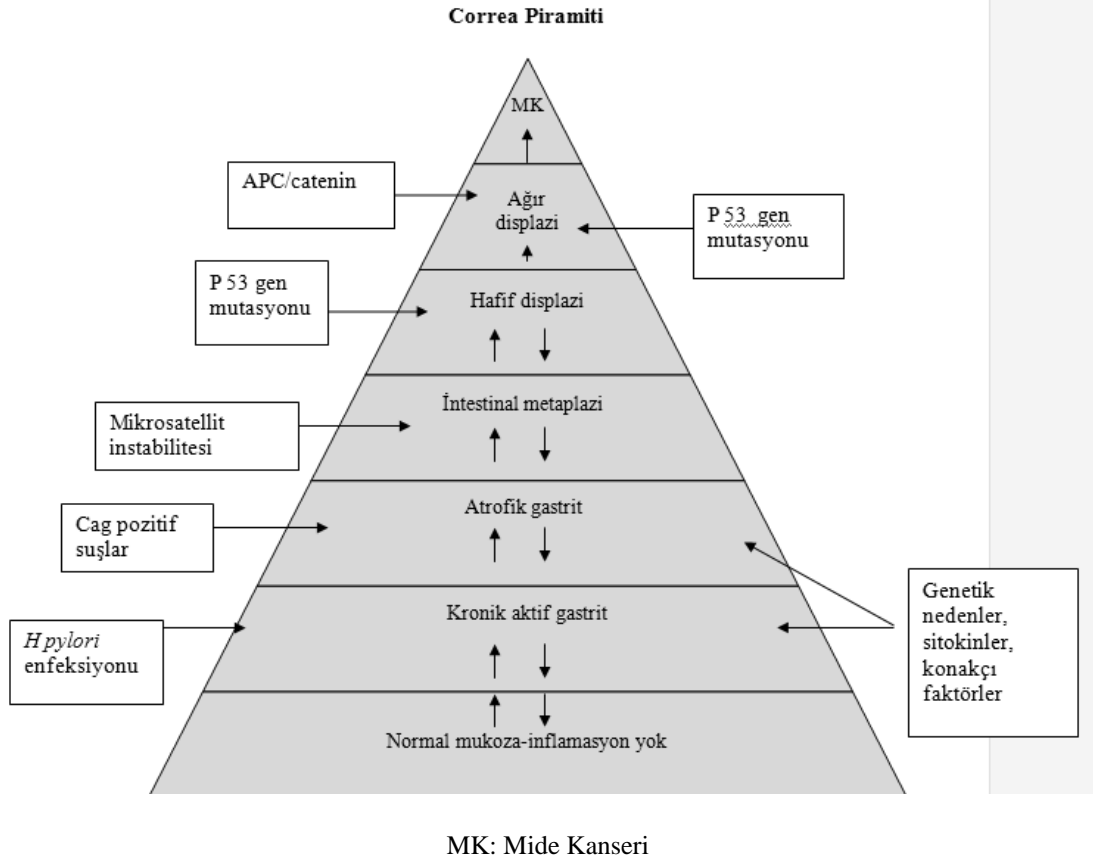 Correa Piramiti
MK
APC/catenin
Ağır
displazi
P 53 gen
mutasyonu
P 53 gen
mutasyonu
Hafif displazi
İntestinal metaplazi
Mikrosatellit
instabilitesi
Atrofik gastrit
Cag pozitif
suşlar
Kronik aktif gastrit
Genetik
nedenler,
sitokinler,
konakçı
faktörler
H pylori
enfeksiyonu
Normal mukoza-inflamasyon yok
MK: Mide Kanseri